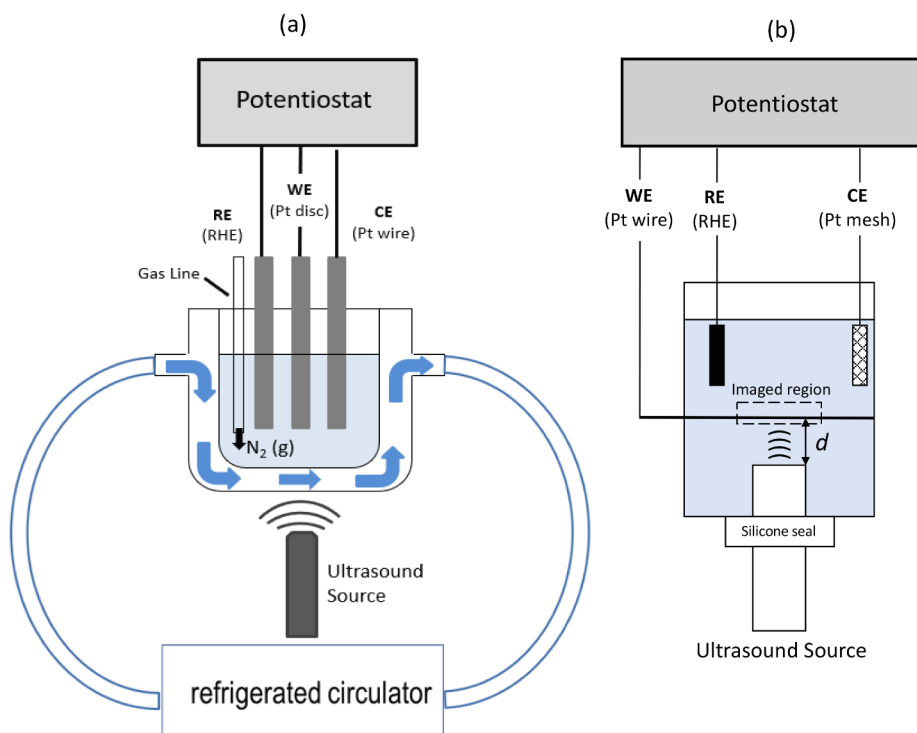 (a)
Potentiostat
WE
(Pt disc)
RE
(RHE)
CE
(Pt wire)
Gas Line
N₂ (g)
Ultrasound
Source
refrigerated circulator
(b)
Potentiostat
WE
(Pt wire)
RE
(RHE)
CE
(Pt mesh)
Imaged region
d
Silicone seal
Ultrasound Source